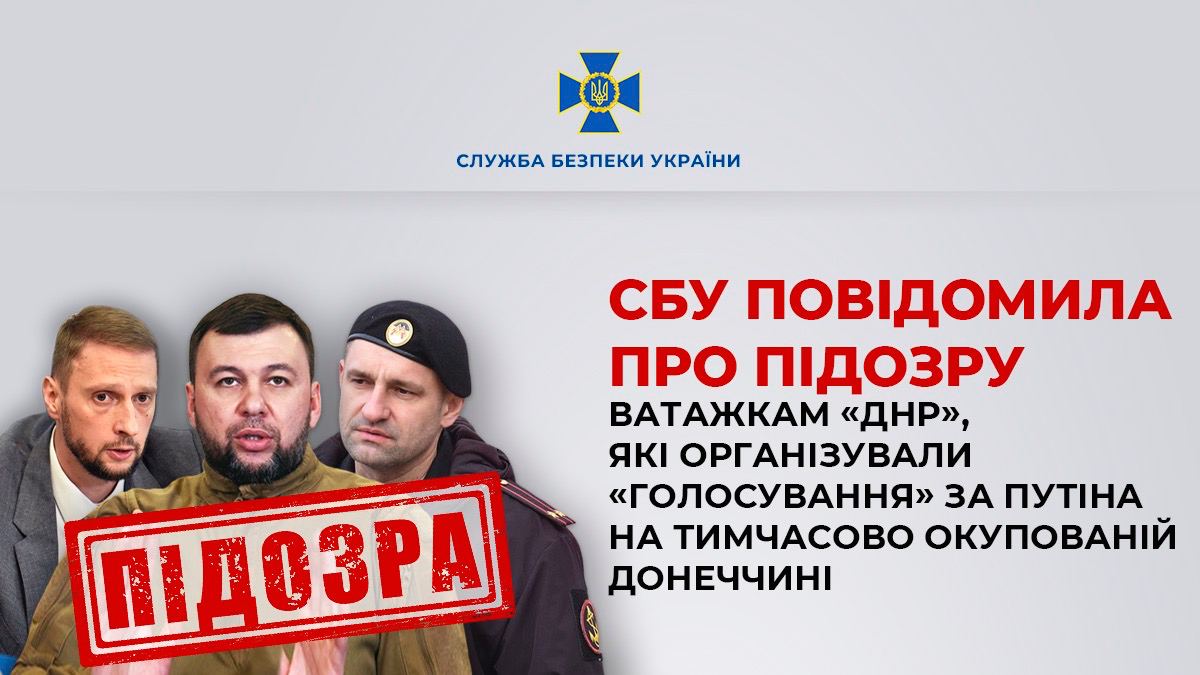 СЛУЖБА БЕЗПЕКИ УКРАЇНИ
СБУ ПОВІДОМИЛА
ПРО ПІДОЗРУ
ВАТАЖКАМ «ДНР»,
ЯКІ ОРГАНІЗУВАЛИ
«ГОЛОСУВАННЯ» ЗА ПУТІНА
НА ТИМЧАСОВО ОКУПОВАНІЙ
ДОНЕЧЧИНІ
ПІДОЗРА